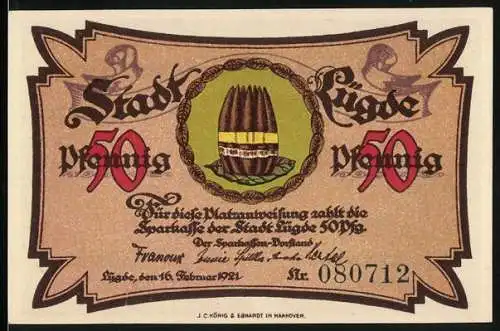 Stadt Lügde
50 Pfennig 50 Pfennig
Für diese Platzanweisung zahlt die
Sparkasse der Stadt Lügde 50 Pfg.
Der Sparkassen-Vorstand
Lügde, den 16. Februar 1921 Nr. 080712
J. C. KÖNIG & EBHARDT IN HANNOVER.